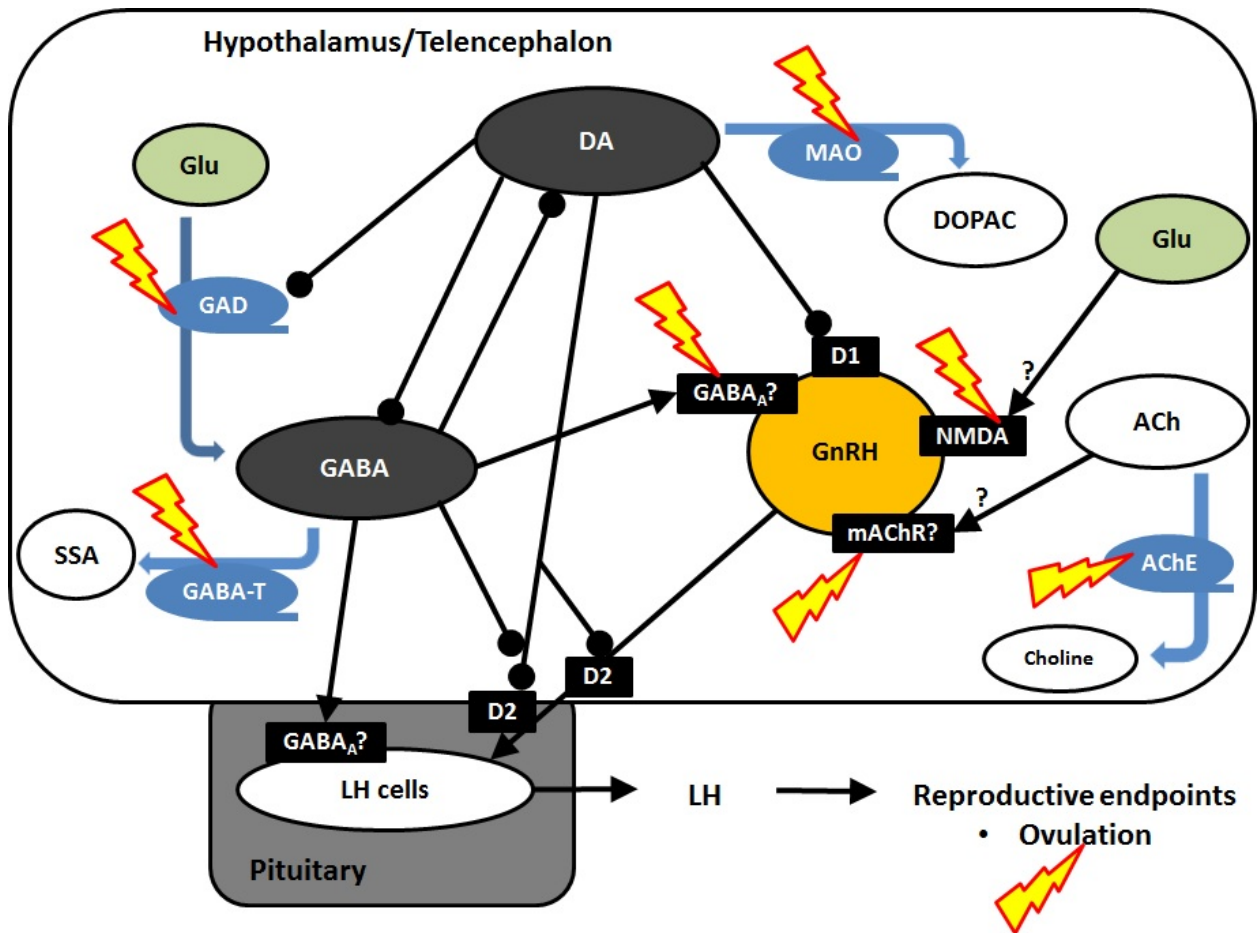 Hypothalamus/Telencephalon
DA
MAO
DOPAC
Glu
Glu
GAD
D1
GABAA?
?
NMDA
ACh
GnRH
GABA
?
mAChR?
SSA
GABA-T
AChE
Choline
D2
D2
GABAA?
LH cells
LH
Reproductive endpoints
• Ovulation
Pituitary